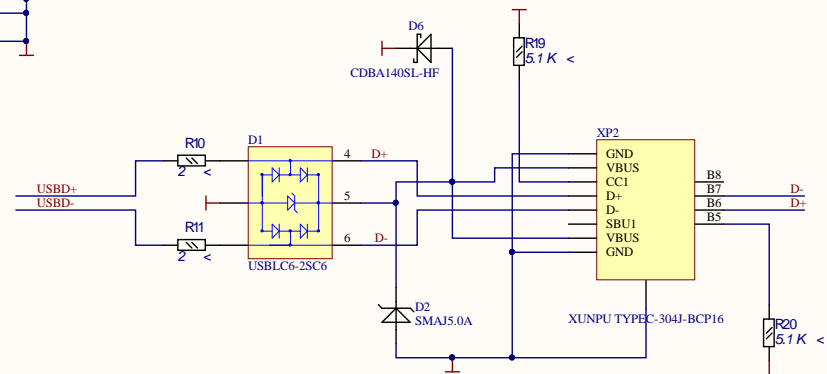 D6
CDBA140SL-HF
R19
5.1 K <
R10
2 <
D1
4 D+
5
6 D-
USBD+
USBD-
R11
2 <
USBLC6-2SC6
D2
SMAJ5.0A
XP2
GND
VBUS
CC1
D+
D-
SBU1
VBUS
GND
B8
B7 D-
B6 D+
B5
XUNPU TYPEC-304J-BCP16
R20
5.1 K <